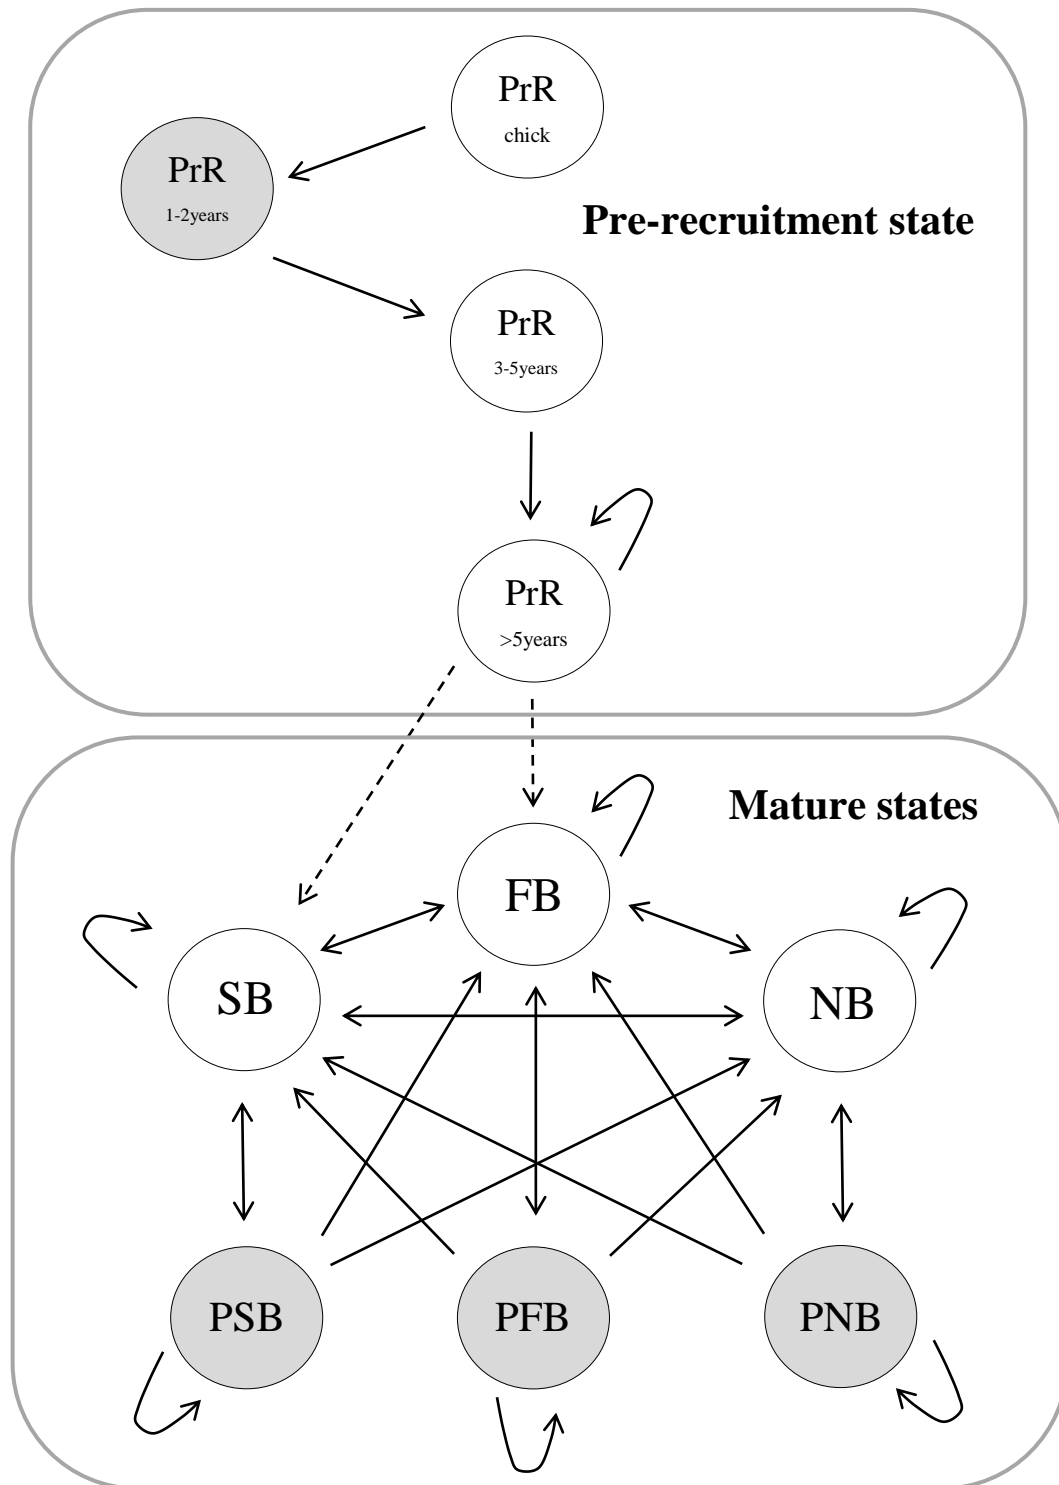 PrR
chick
PrR
1-2years
Pre-recruitment state
PrR
3-5years
PrR
>5years
Mature states
FB
SB
NB
PSB
PFB
PNB